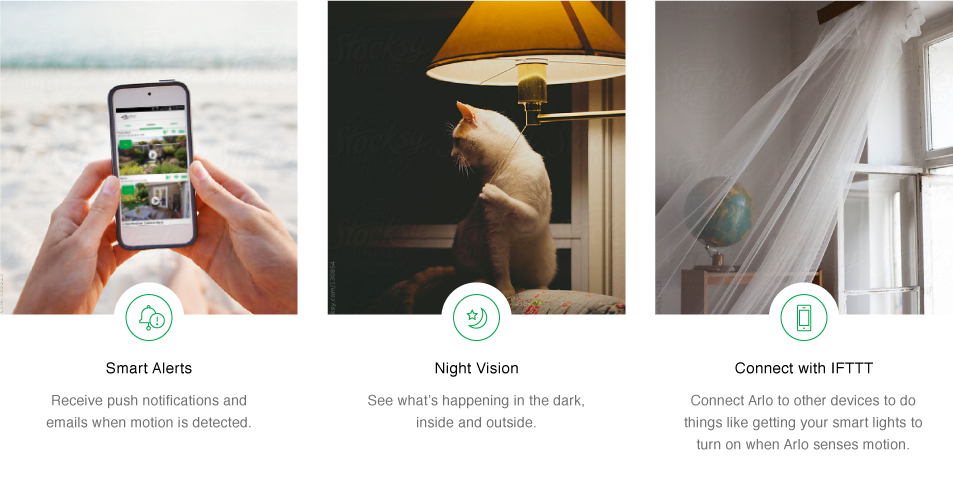 Stocksy
Smart Alerts
Receive push notifications and
emails when motion is detected.
Night Vision
See what's happening in the dark,
inside and outside.
Connect with IFTTT
Connect Arlo to other devices to do
things like getting your smart lights to
turn on when Arlo senses motion.